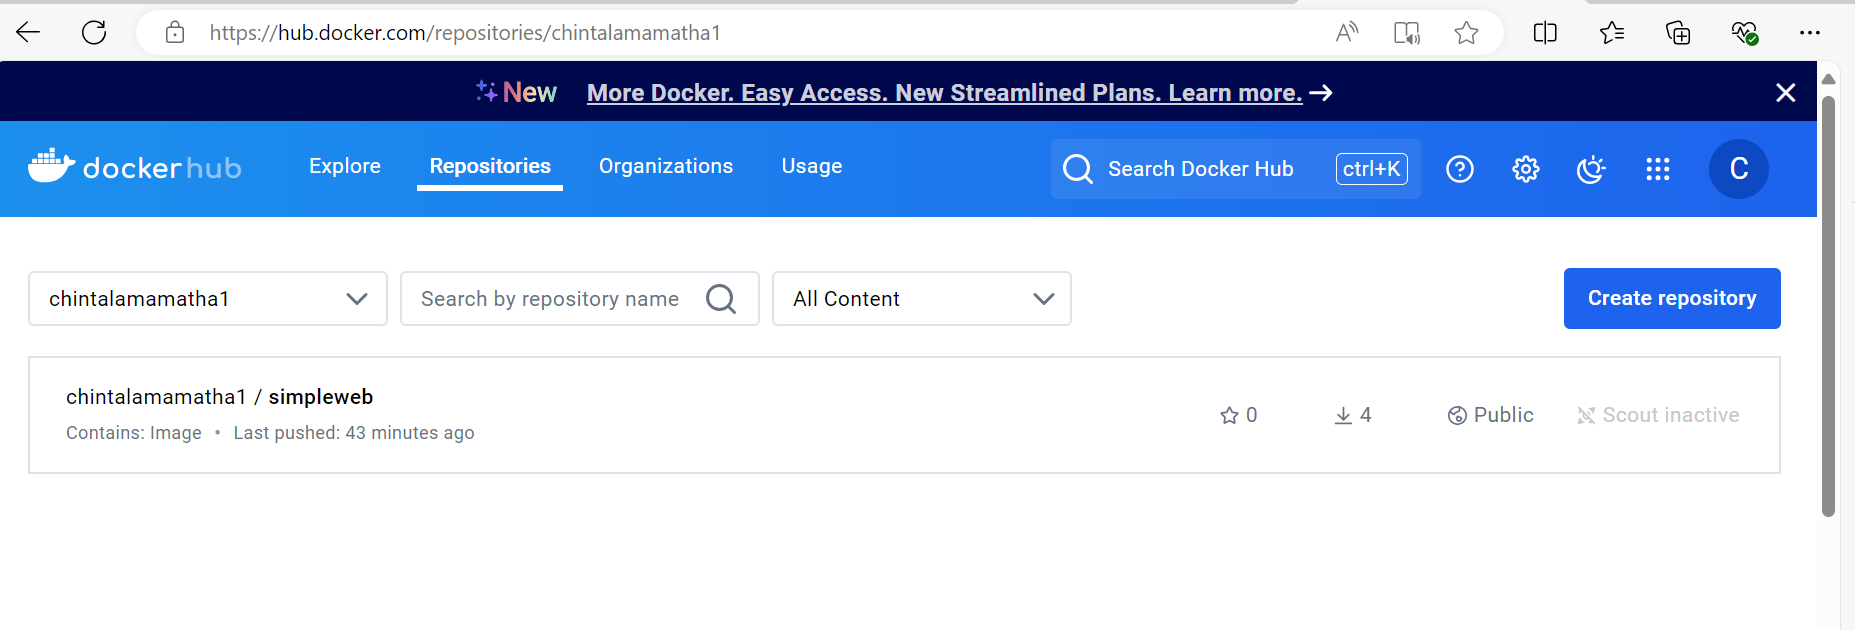 https://hub.docker.com/repositories/chintalamamatha1
New More Docker. Easy Access. New Streamlined Plans. Learn more. →
dockerhub Explore Repositories Organizations Usage Search Docker Hub ctrl+K C
chintalamamatha1 Search by repository name All Content Create repository
chintalamamatha1 / simpleweb
Contains: Image • Last pushed: 43 minutes ago
0 4 Public Scout inactive